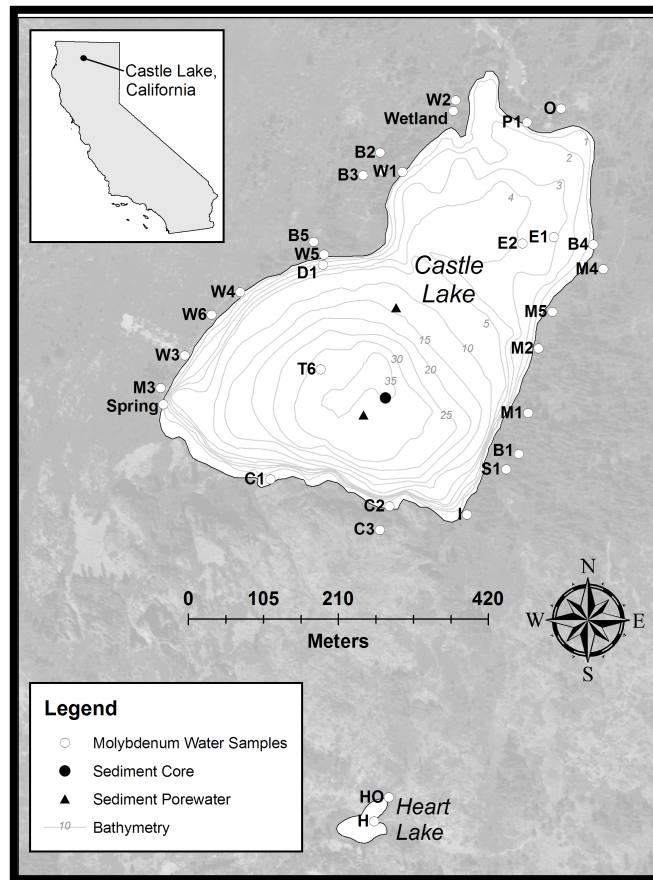 Castle Lake,
California
W2
Wetland
O
P1
B2
W1
B3
1
2
3
4
B5
W5
D1
E2
E1
B4
M4
Castle
Lake
W4
W6
M5
5
W3
15
10
M2
T6
30
20
35
M3
Spring
25
M1
B1
S1
C1
C2
I
C3
0 105 210 420
Meters
N
W E
S
Legend
Molybdenum Water Samples
Sediment Core
Sediment Porewater
10 Bathymetry
HO
H
Heart
Lake